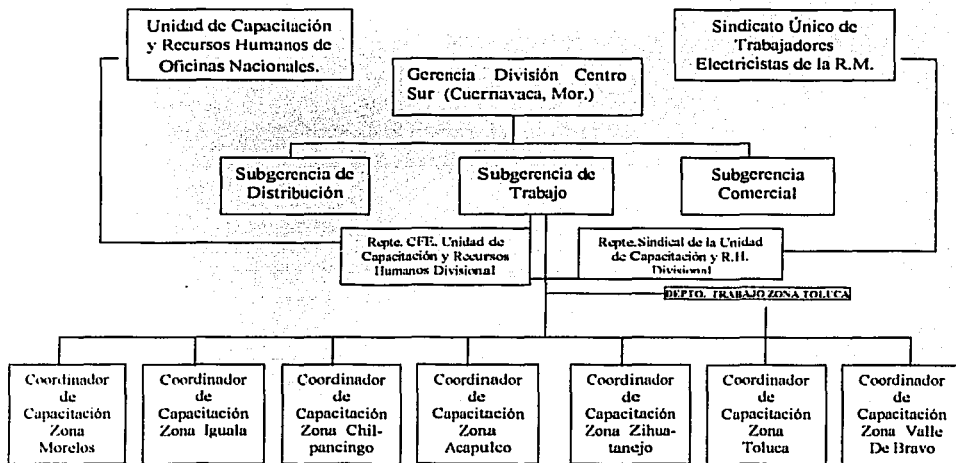 Unidad de Capacitación
y Recursos Humanos de
Oficinas Nacionales.
Sindicato Único de
Trabajadores
Electricistas de la R.M.
Gerencia División Centro
Sur (Cuernavaca, Mor.)
Subgerencia de
Distribución
Subgerencia de
Trabajo
Subgerencia
Comercial
Repte. CFE. Unidad de
Capacitación y Recursos
Humanos Divisional
Repte. Sindical de la Unidad
de Capacitación y R.H.
Divisional
DEPTO. TRABAJO ZONA TOLUCA
Coordinador
de
Capacitación
Zona
Morelos
Coordinador
de
Capacitación
Zona Iguala
Coordinador
de
Capacitación
Zona Chil-
pancingo
Coordinador
de
Capacitación
Zona
Acapulco
Coordinador
de
Capacitación
Zona Zihua-
tanejo
Coordinador
de
Capacitación
Zona
Toluca
Coordinador
de
Capacitación
Zona Valle
De Bravo